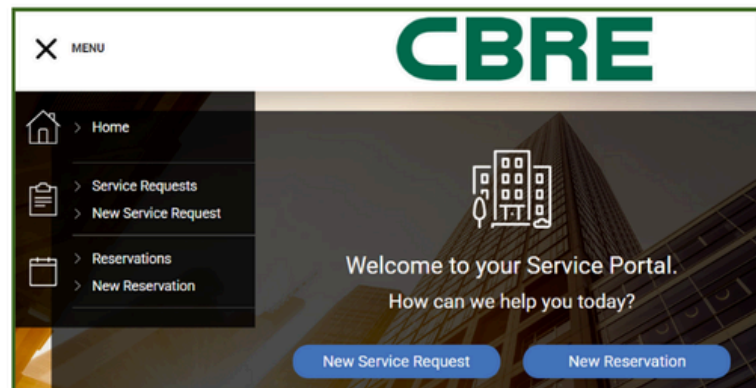 MENU
CBRE
Home
Service Requests
New Service Request
Reservations
New Reservation
Welcome to your Service Portal.
How can we help you today?
New Service Request
New Reservation